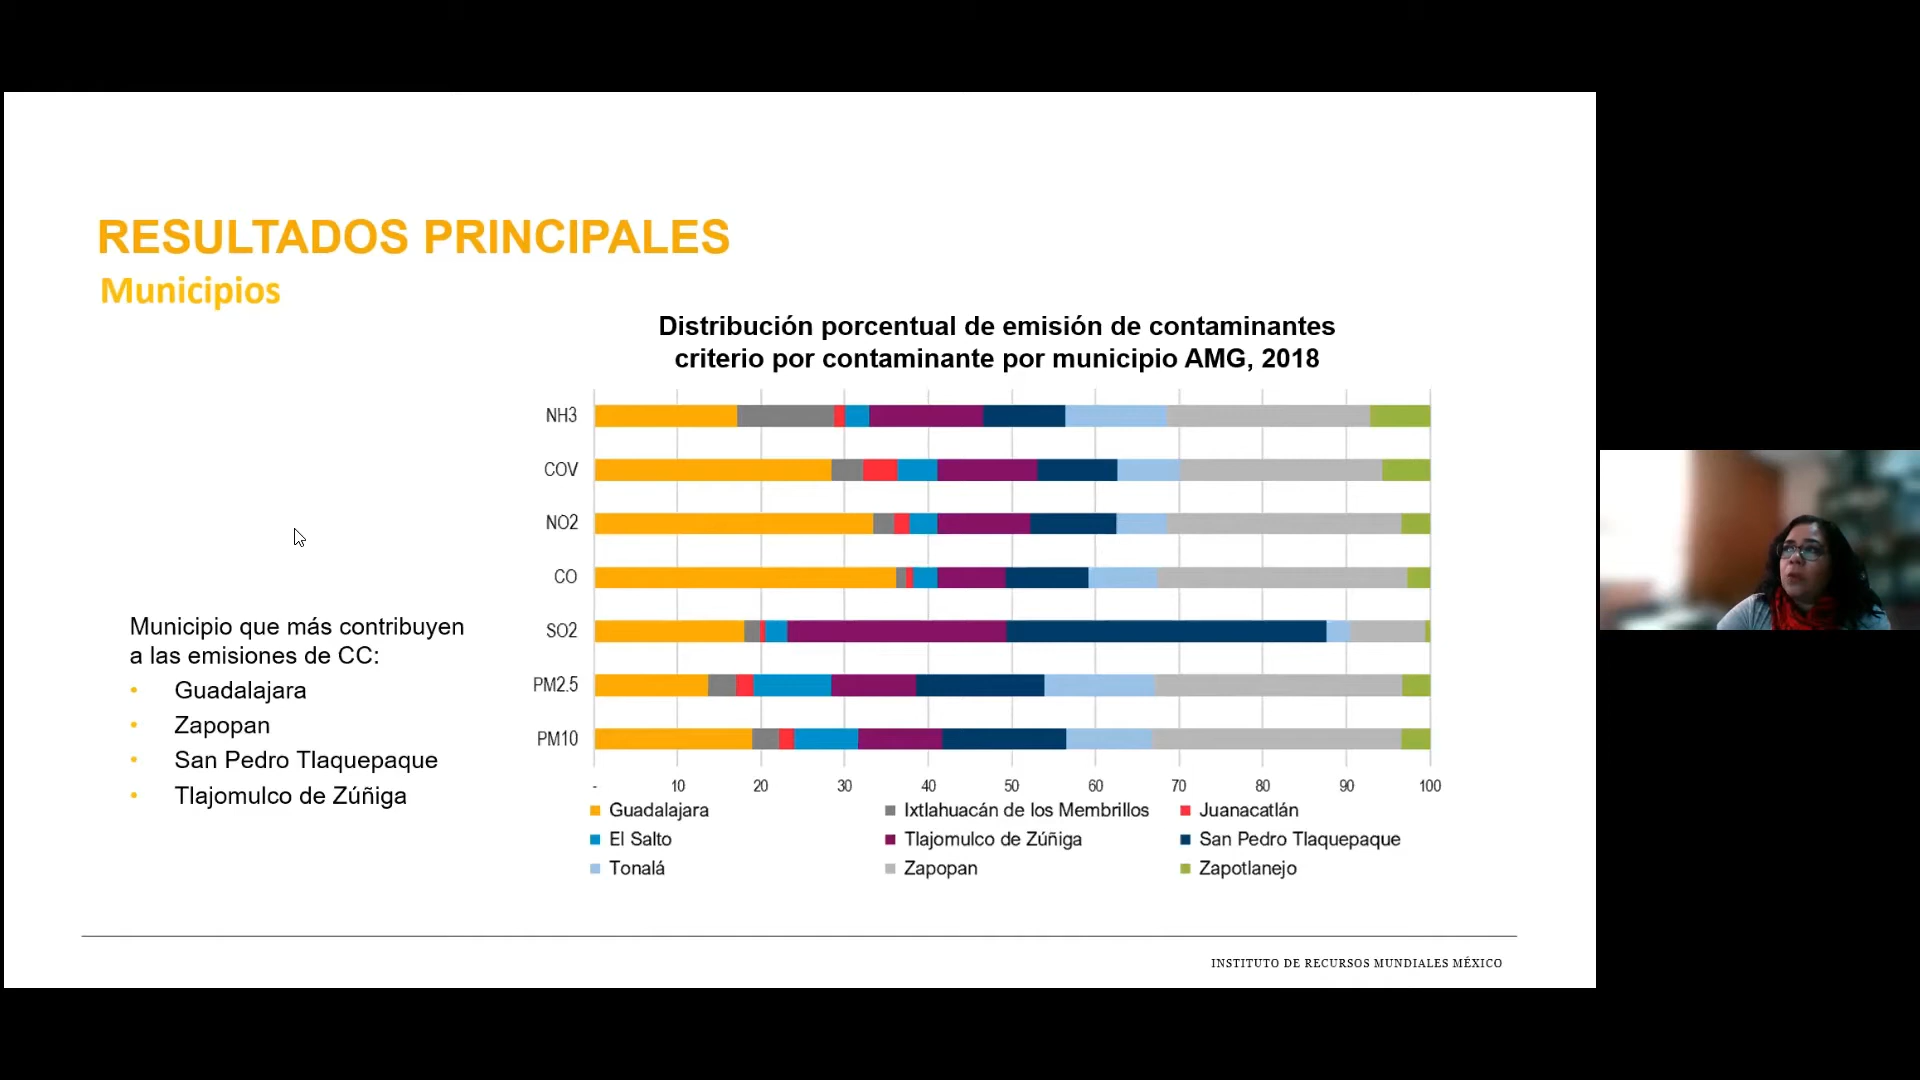 RESULTADOS PRINCIPALES
Municipios
Distribución porcentual de emisión de contaminantes
criterio por contaminante por municipio AMG, 2018
NH3
COV
NO2
CO
SO2
PM2.5
PM10
- 10 20 30 40 50 60 70 80 90 100
Guadalajara Ixtlahuacán de los Membrillos Juanacatlán
El Salto Tlajomulco de Zúñiga San Pedro Tlaquepaque
Tonalá Zapopan Zapotlanejo
Municipio que más contribuyen
a las emisiones de CC:
• Guadalajara
• Zapopan
• San Pedro Tlaquepaque
• Tlajomulco de Zúñiga
INSTITUTO DE RECURSOS MUNDIALES MÉXICO